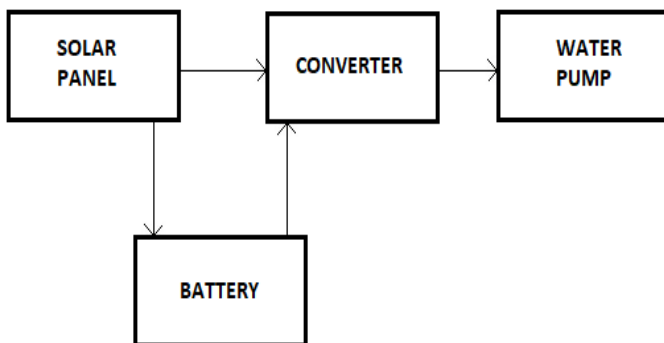 SOLAR
PANEL
CONVERTER
WATER
PUMP
BATTERY